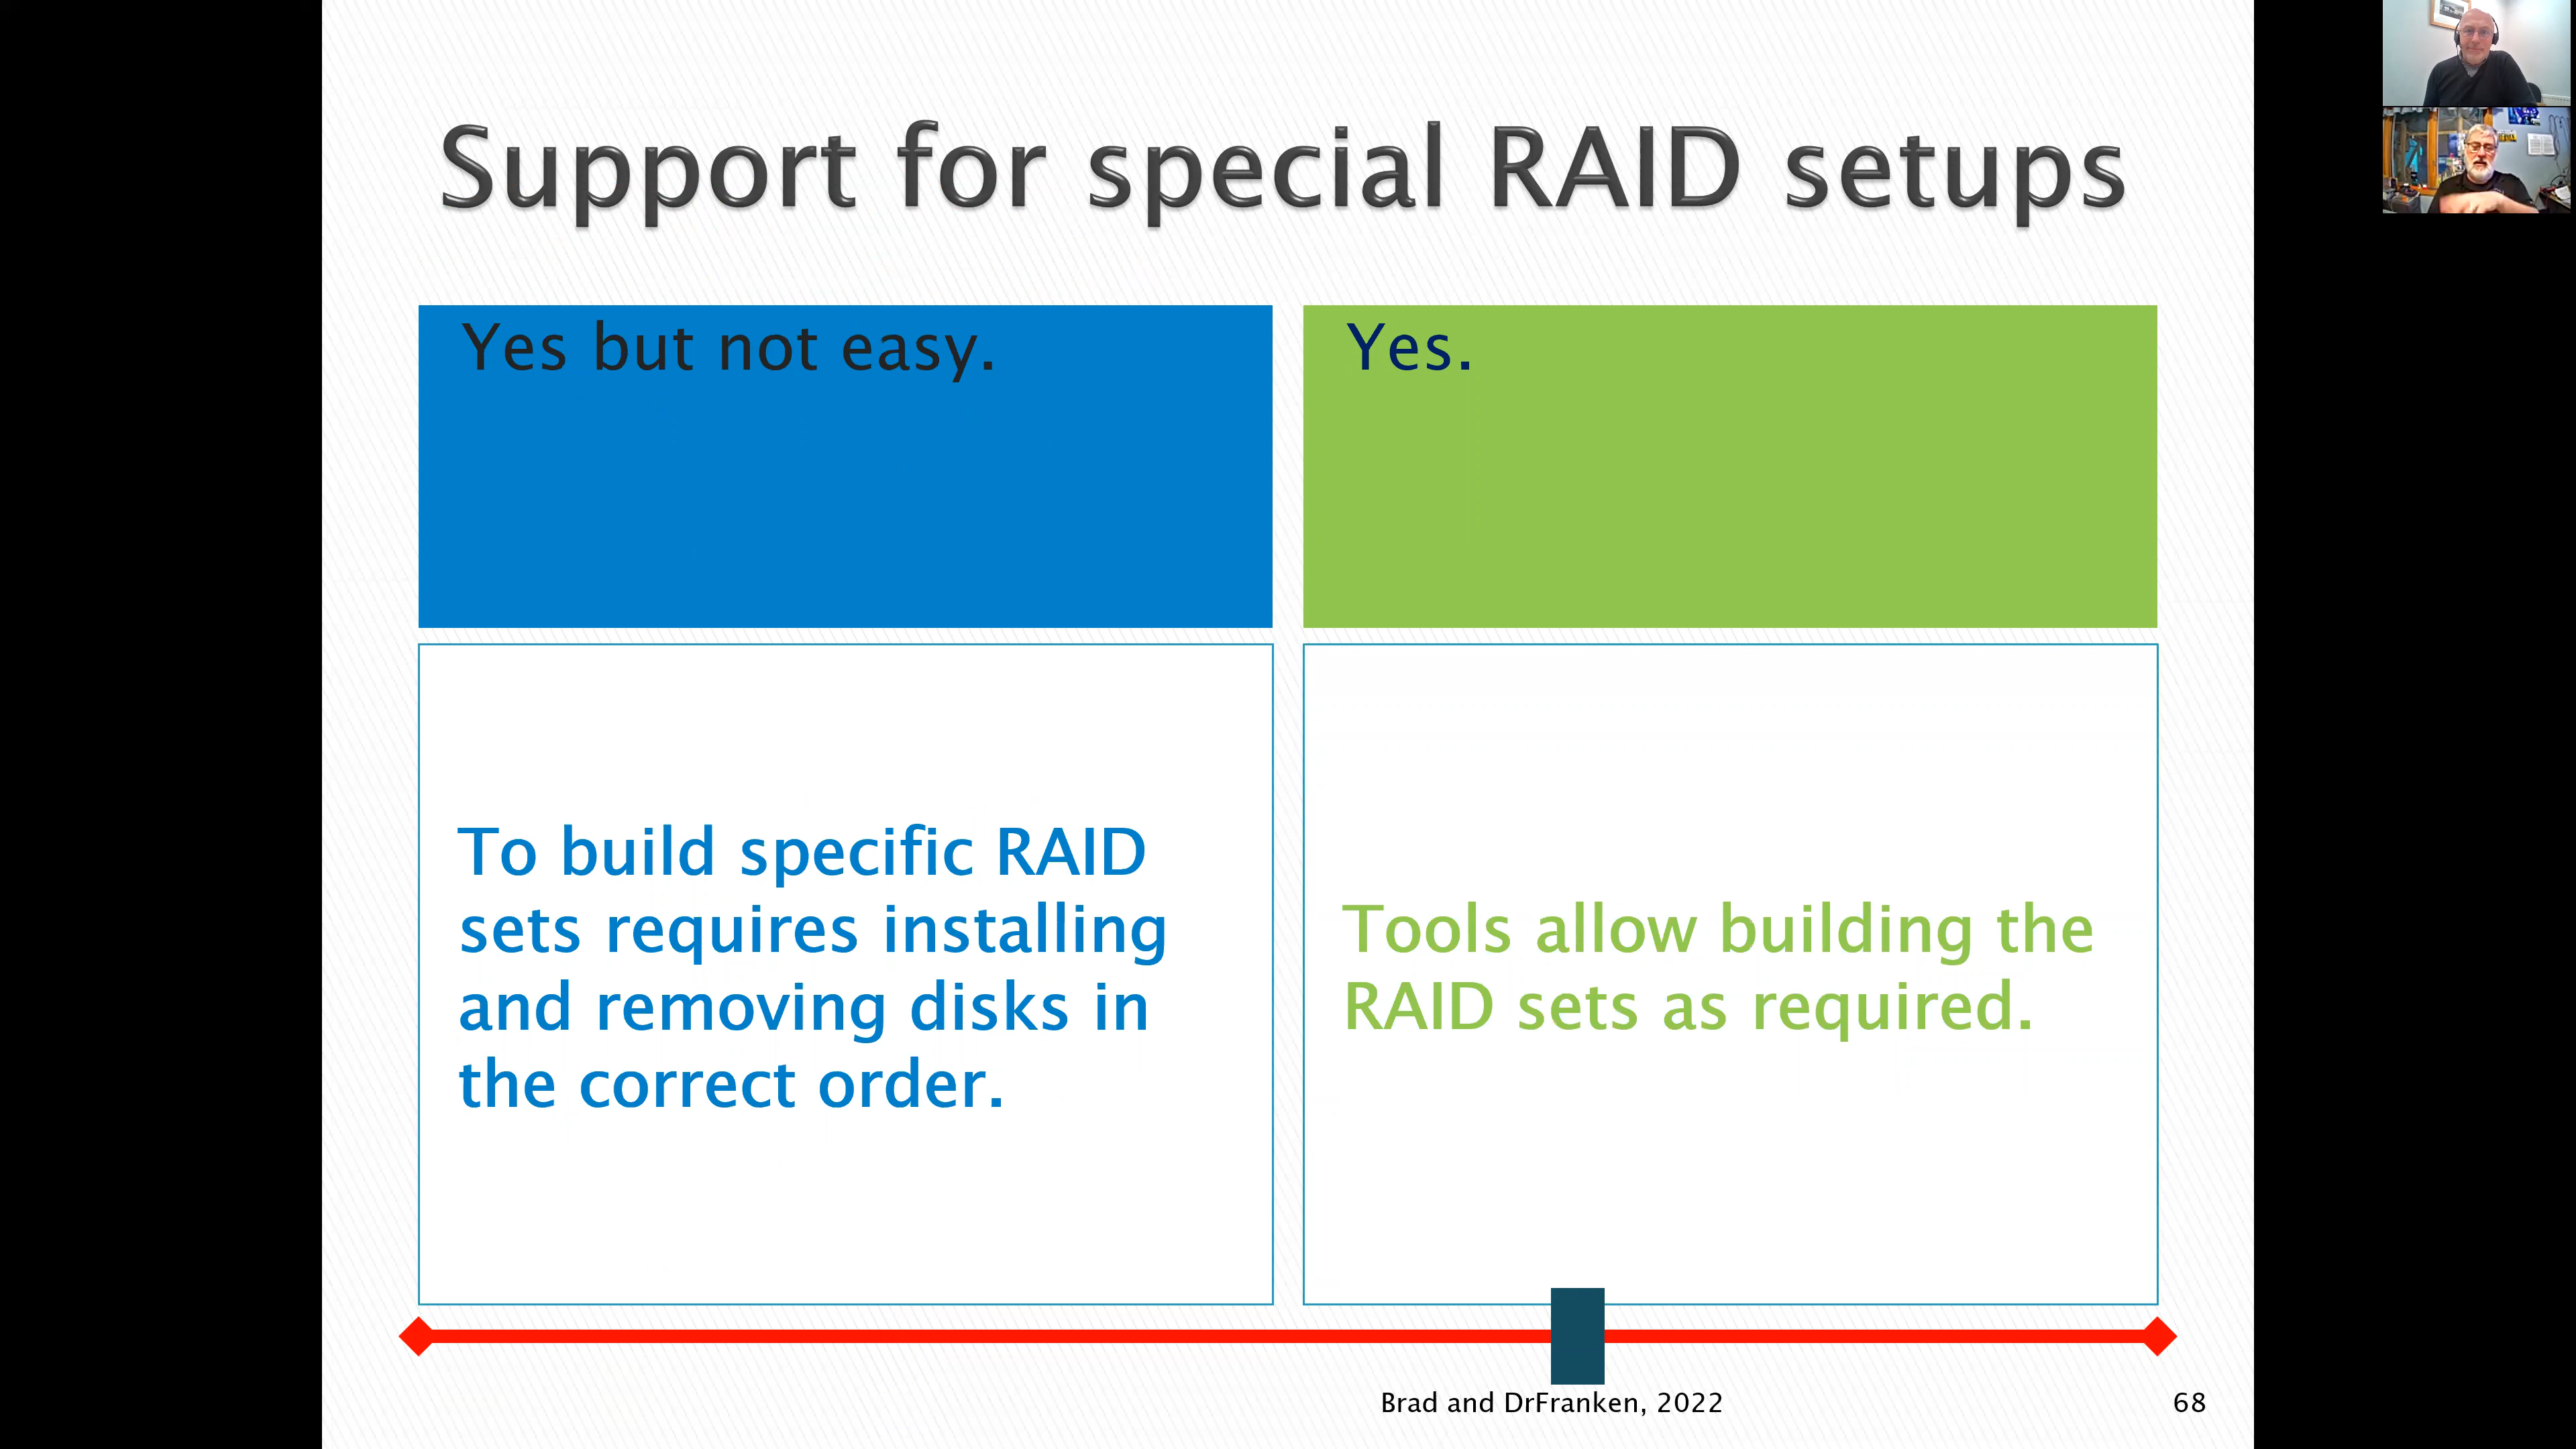 Support for special RAID setups
Yes but not easy.
Yes.
To build specific RAID
sets requires installing
and removing disks in
the correct order.
Tools allow building the
RAID sets as required.
Brad and DrFranken, 2022
68